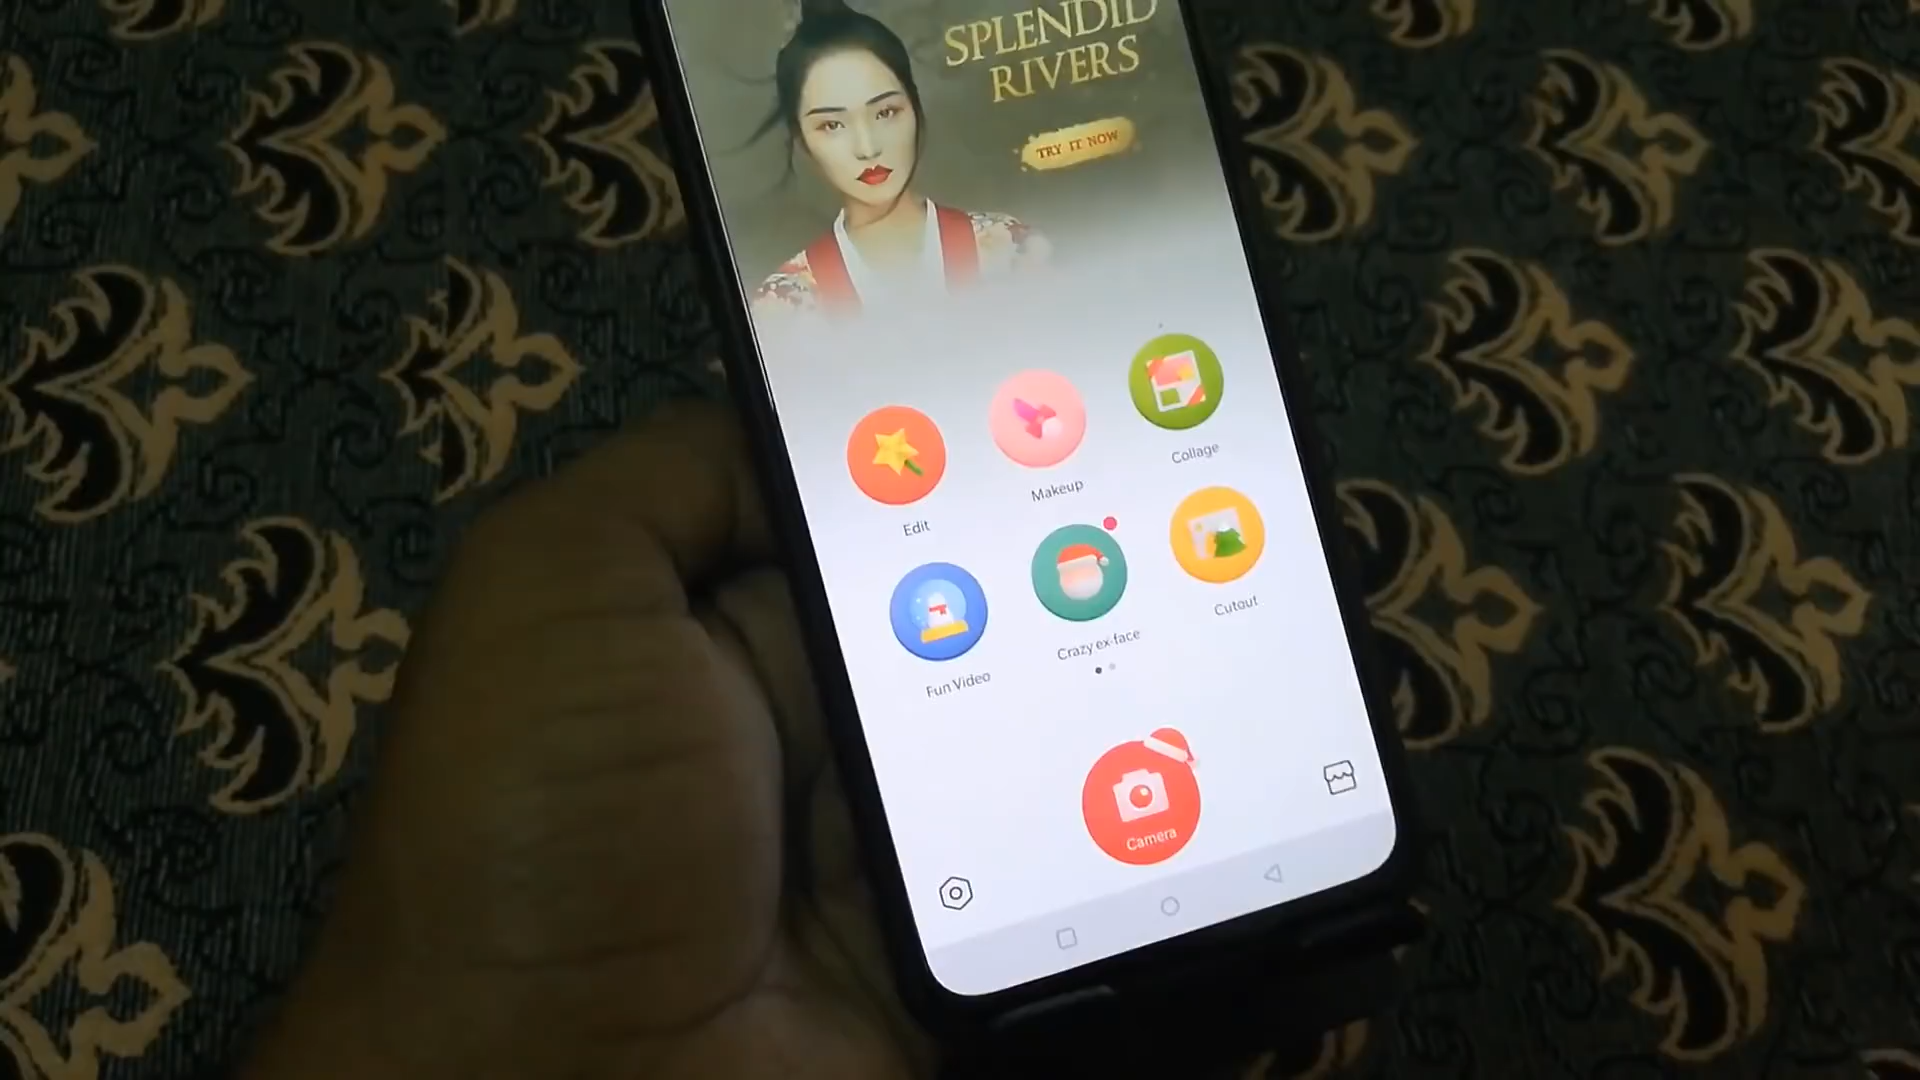 SPLENDID
RIVERS
TRY IT NOW
Edit
Makeup
Collage
Fun Video
Crazy ex-face
Cutout
Camera